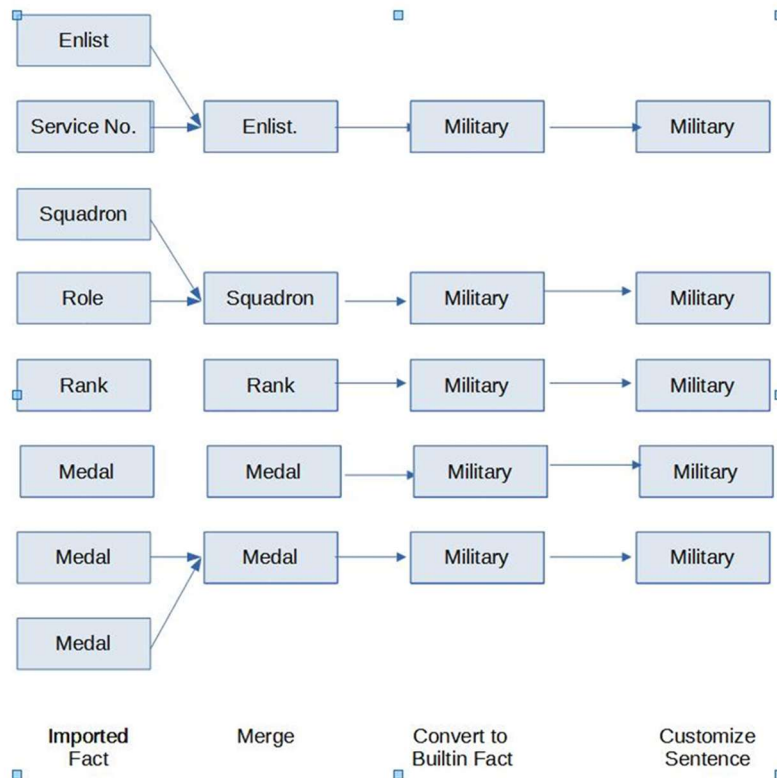 Enlist
Service No.
Enlist.
Military
Military
Squadron
Role
Squadron
Military
Military
Rank
Rank
Military
Military
Medal
Medal
Military
Military
Medal
Medal
Military
Military
Medal
Imported
Fact
Merge
Convert to
Builtin Fact
Customize
Sentence